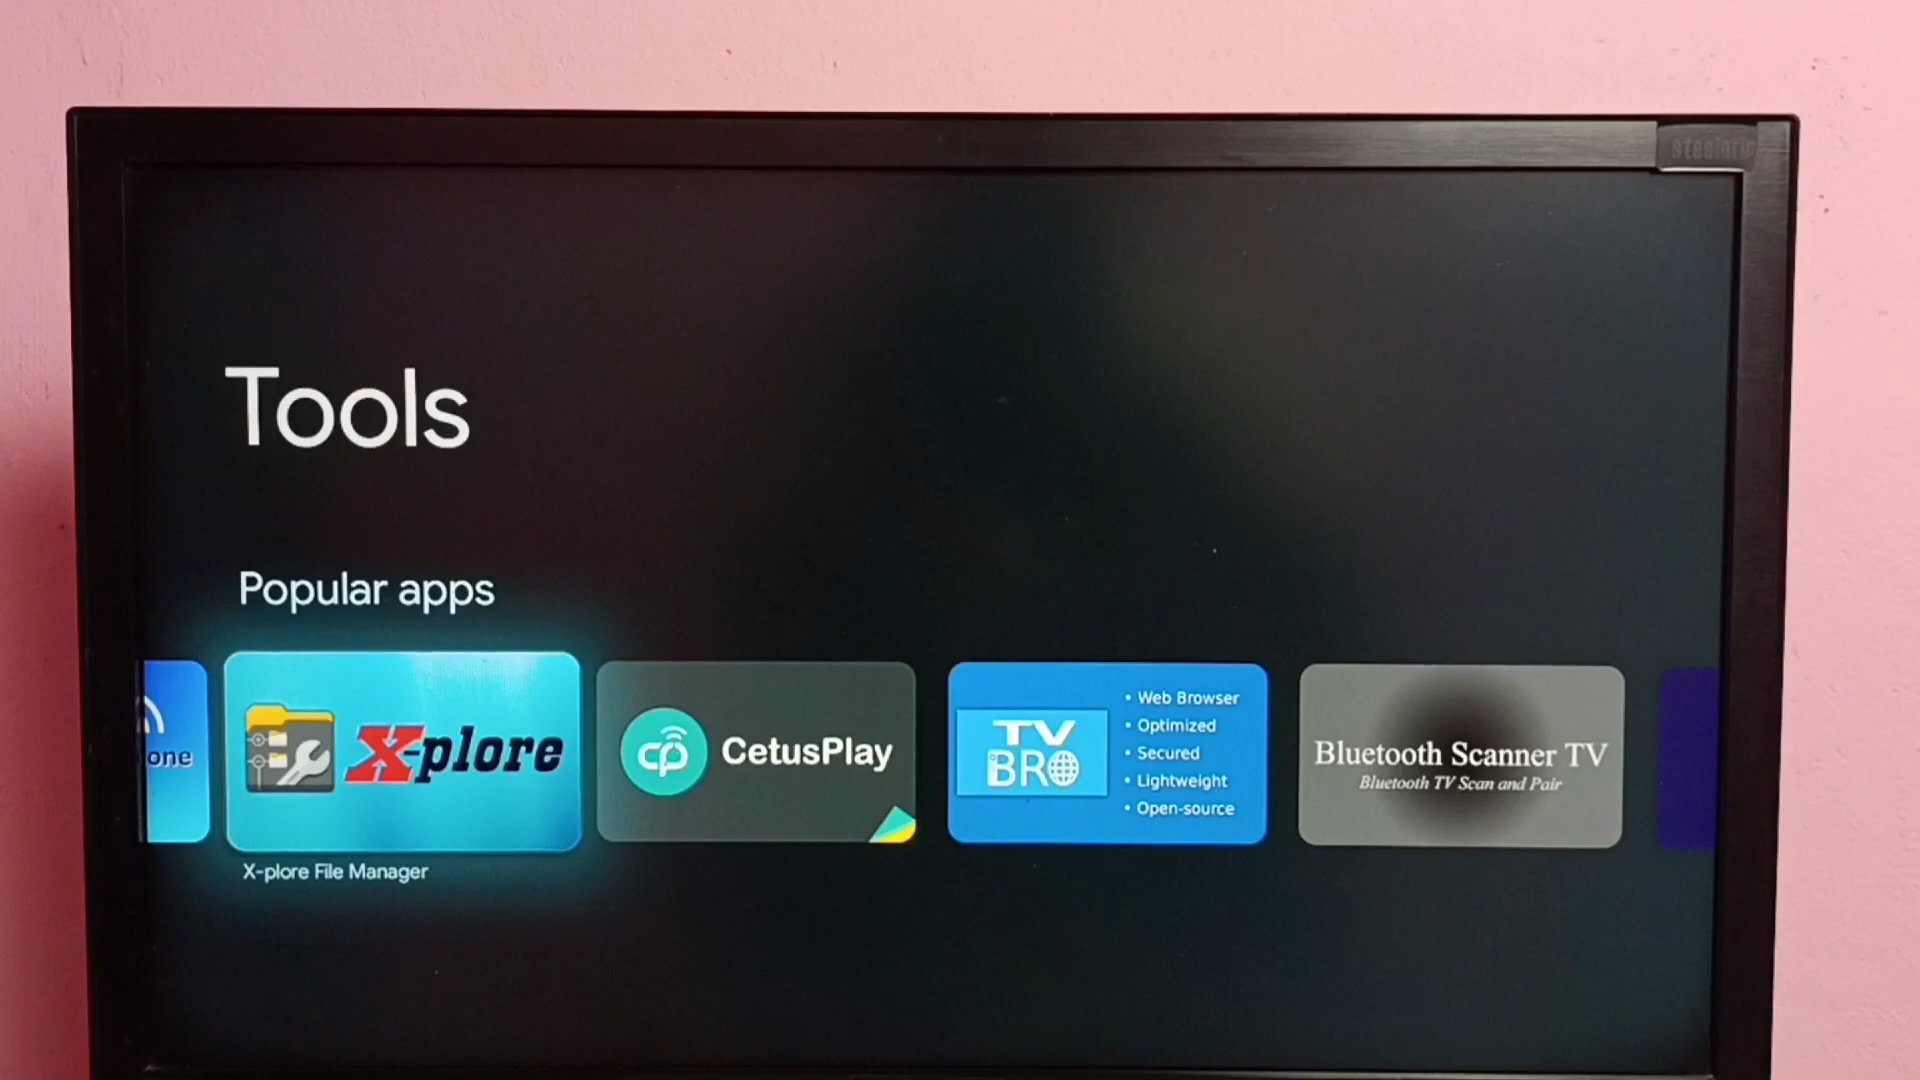 Tools
Popular apps
one
X-plore
CetusPlay
TV
BRO
• Web Browser
• Optimized
• Secured
• Lightweight
• Open-source
Bluetooth Scanner TV
Bluetooth TV Scan and Pair
X-plore File Manager